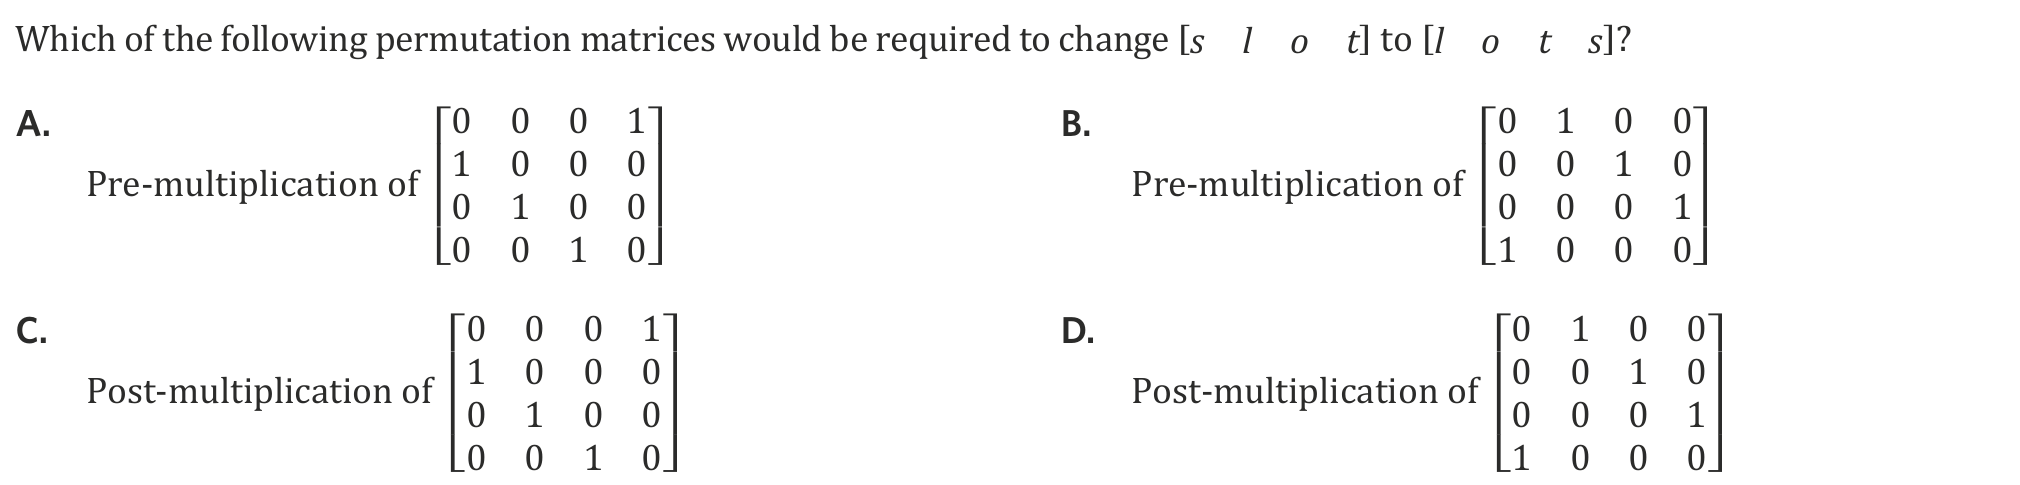 Which of the following permutation matrices would be required to change [s l o t] to [l o t s]?
A.
Pre-multiplication of
[0 0 0 1]
[1 0 0 0]
[0 1 0 0]
[0 0 1 0]
B.
Pre-multiplication of
[0 1 0 0]
[0 0 1 0]
[0 0 0 1]
[1 0 0 0]
C.
Post-multiplication of
[0 0 0 1]
[1 0 0 0]
[0 1 0 0]
[0 0 1 0]
D.
Post-multiplication of
[0 1 0 0]
[0 0 1 0]
[0 0 0 1]
[1 0 0 0]